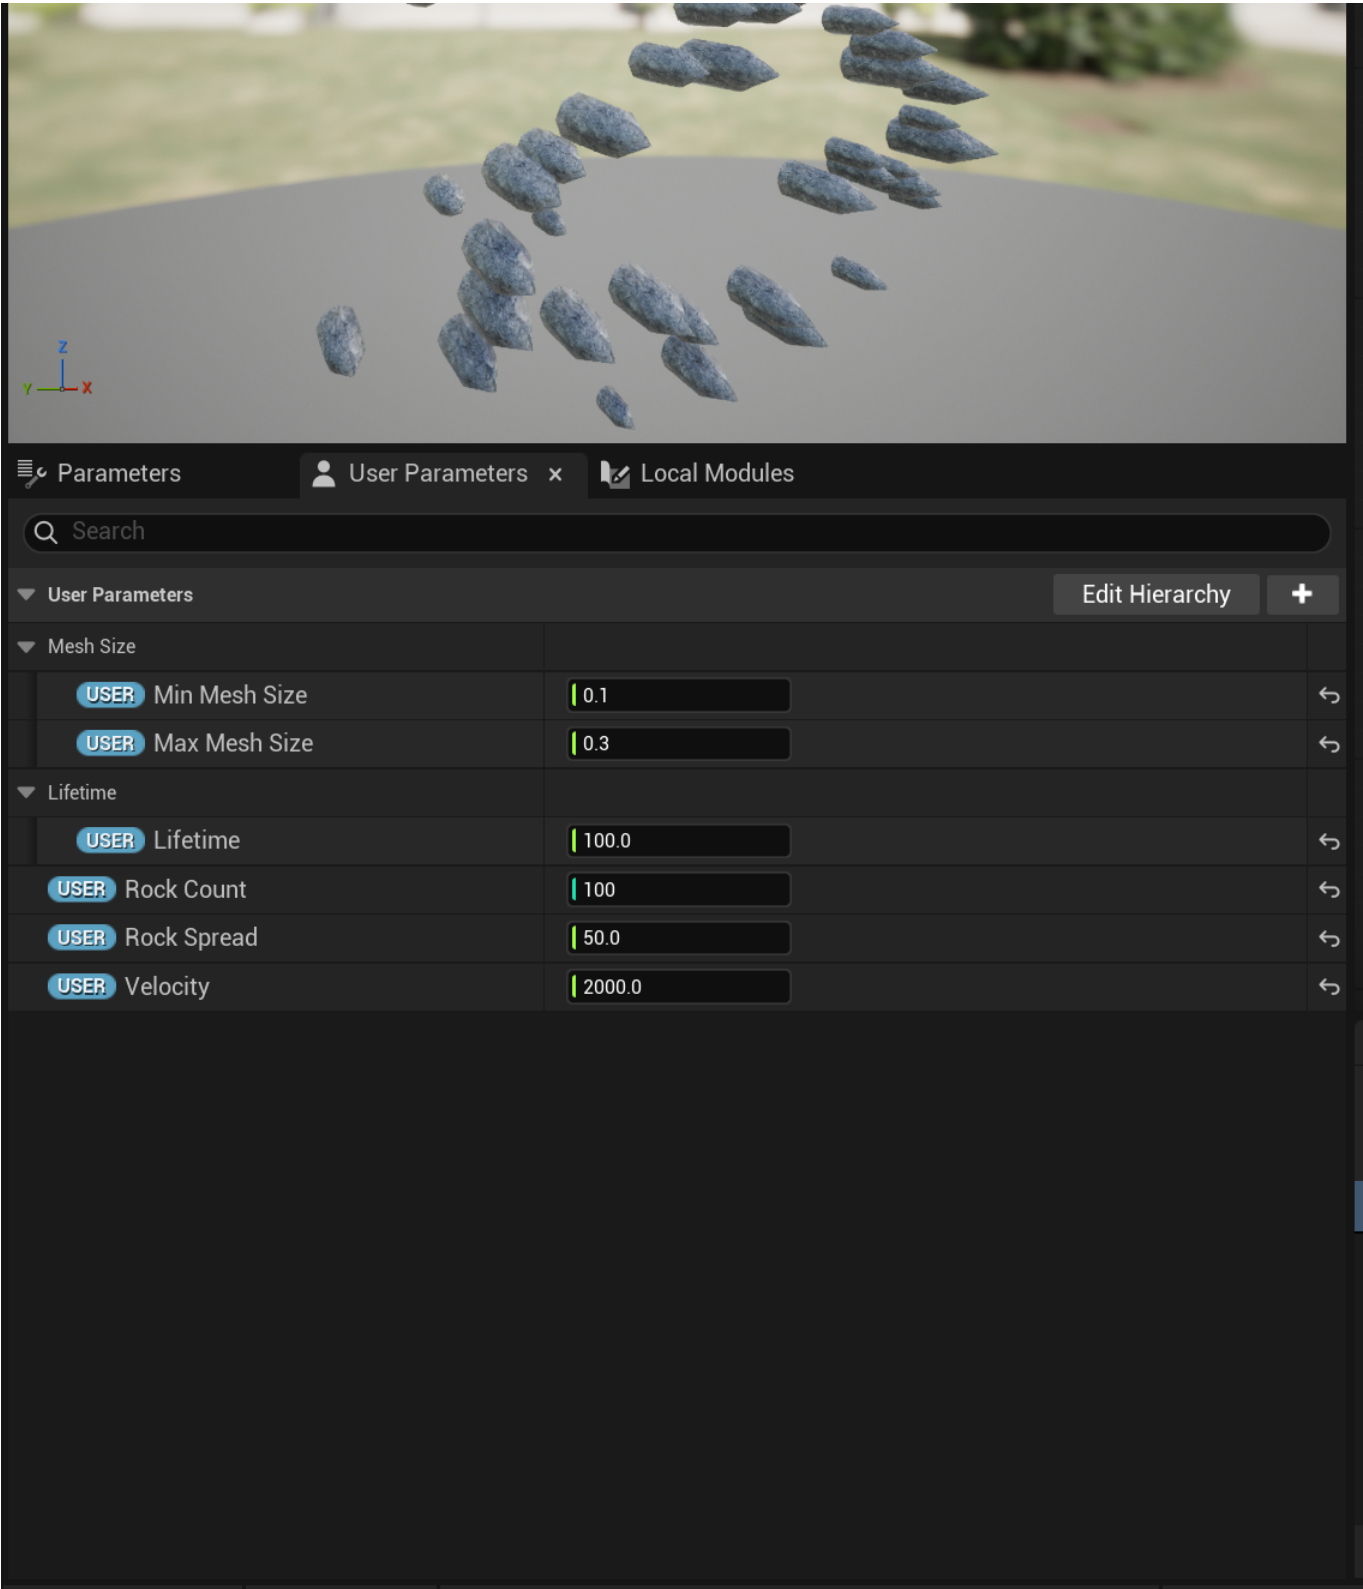 Z
Y X
Parameters User Parameters × Local Modules
Search
User Parameters Edit Hierarchy +
Mesh Size
USER Min Mesh Size 0.1
USER Max Mesh Size 0.3
Lifetime
USER Lifetime 100.0
USER Rock Count 100
USER Rock Spread 50.0
USER Velocity 2000.0